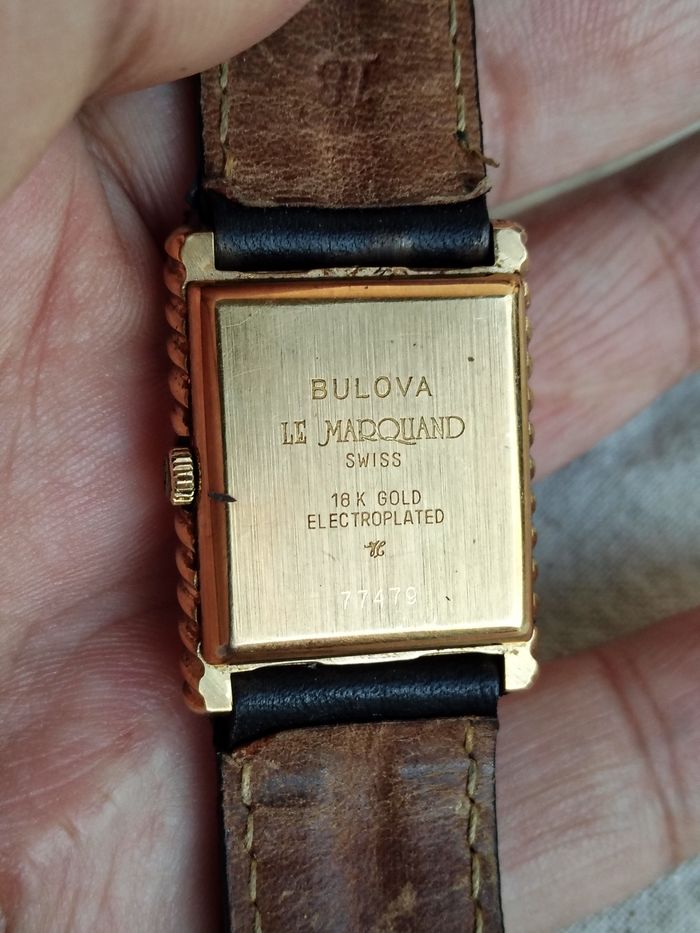 BULOVA
LE MARQUAND
SWISS
18 K GOLD
ELECTROPLATED
77479